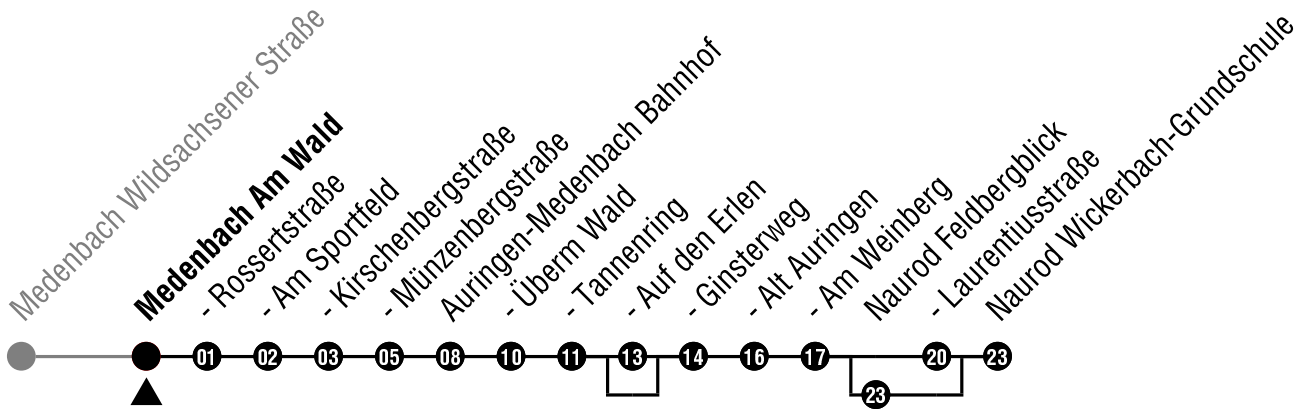 Medenbach Wildsachsener Straße
Medenbach Am Wald
- Rossertstraße
- Am Sportfeld
- Kirschenbergstraße
- Münzenbergstraße
Auringen-Medenbach Bahnhof
- Überm Wald
- Tannenring
- Auf den Erlen
- Ginsterweg
- Alt Auringen
- Am Weinberg
Naurod Feldbergblick
- Laurentiusstraße
Naurod Wickerbach-Grundschule
01 02 03 05 08 10 11 13 14 16 17 20 23
23